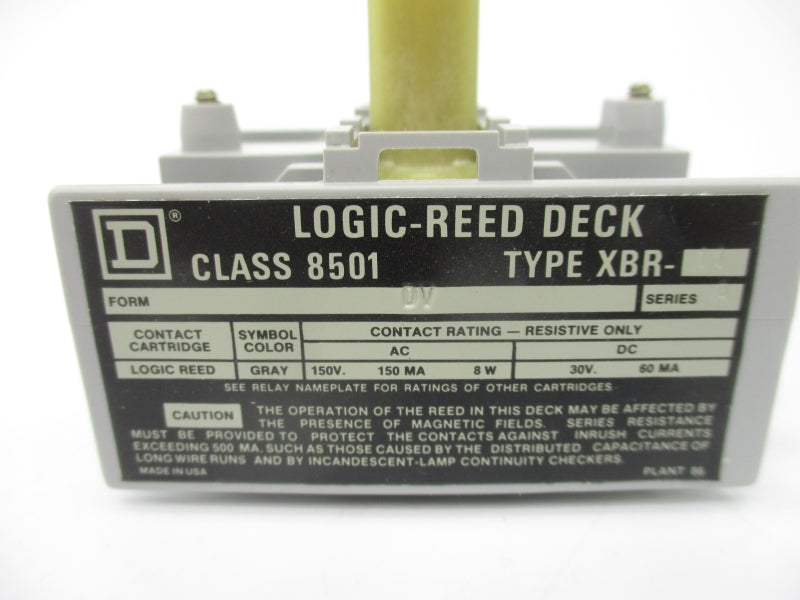 D ®
LOGIC-REED DECK
CLASS 8501 TYPE XBR-
FORM DV SERIES
CONTACT CARTRIDGE SYMBOL COLOR CONTACT RATING — RESISTIVE ONLY
AC DC
LOGIC REED GRAY 150V. 150 MA 8 W 30V. 60 MA
SEE RELAY NAMEPLATE FOR RATINGS OF OTHER CARTRIDGES
CAUTION THE OPERATION OF THE REED IN THIS DECK MAY BE AFFECTED BY
THE PRESENCE OF MAGNETIC FIELDS. SERIES RESISTANCE
MUST BE PROVIDED TO PROTECT THE CONTACTS AGAINST INRUSH CURRENTS
EXCEEDING 500 MA. SUCH AS THOSE CAUSED BY THE DISTRIBUTED CAPACITANCE OF
LONG WIRE RUNS AND BY INCANDESCENT-LAMP CONTINUITY CHECKERS.
MADE IN USA PLANT